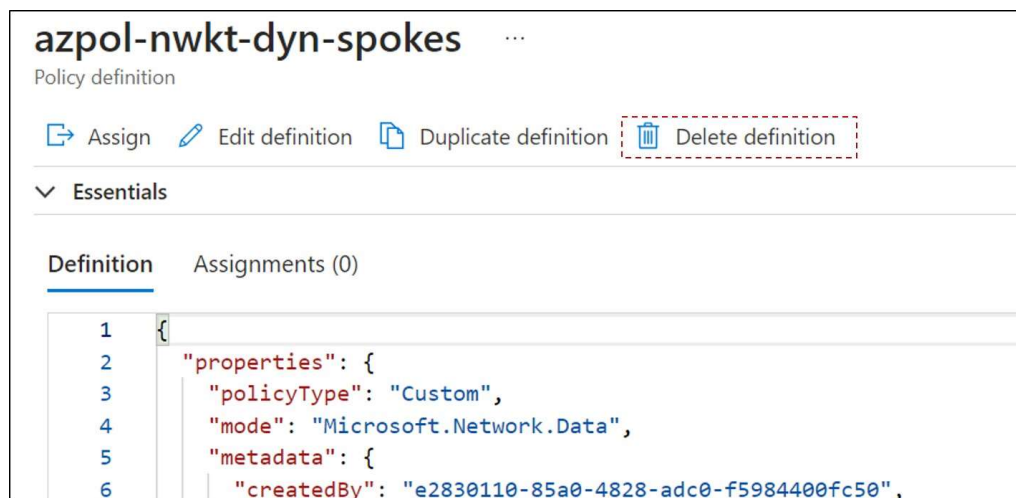 azpol-nwkt-dyn-spokes ...
Policy definition
Assign Edit definition Duplicate definition Delete definition
Essentials
Definition Assignments (0)
1 {
2 "properties": {
3 "policyType": "Custom",
4 "mode": "Microsoft.Network.Data",
5 "metadata": {
6 "createdBy": "e2830110-85a0-4828-adc0-f5984400fc50",